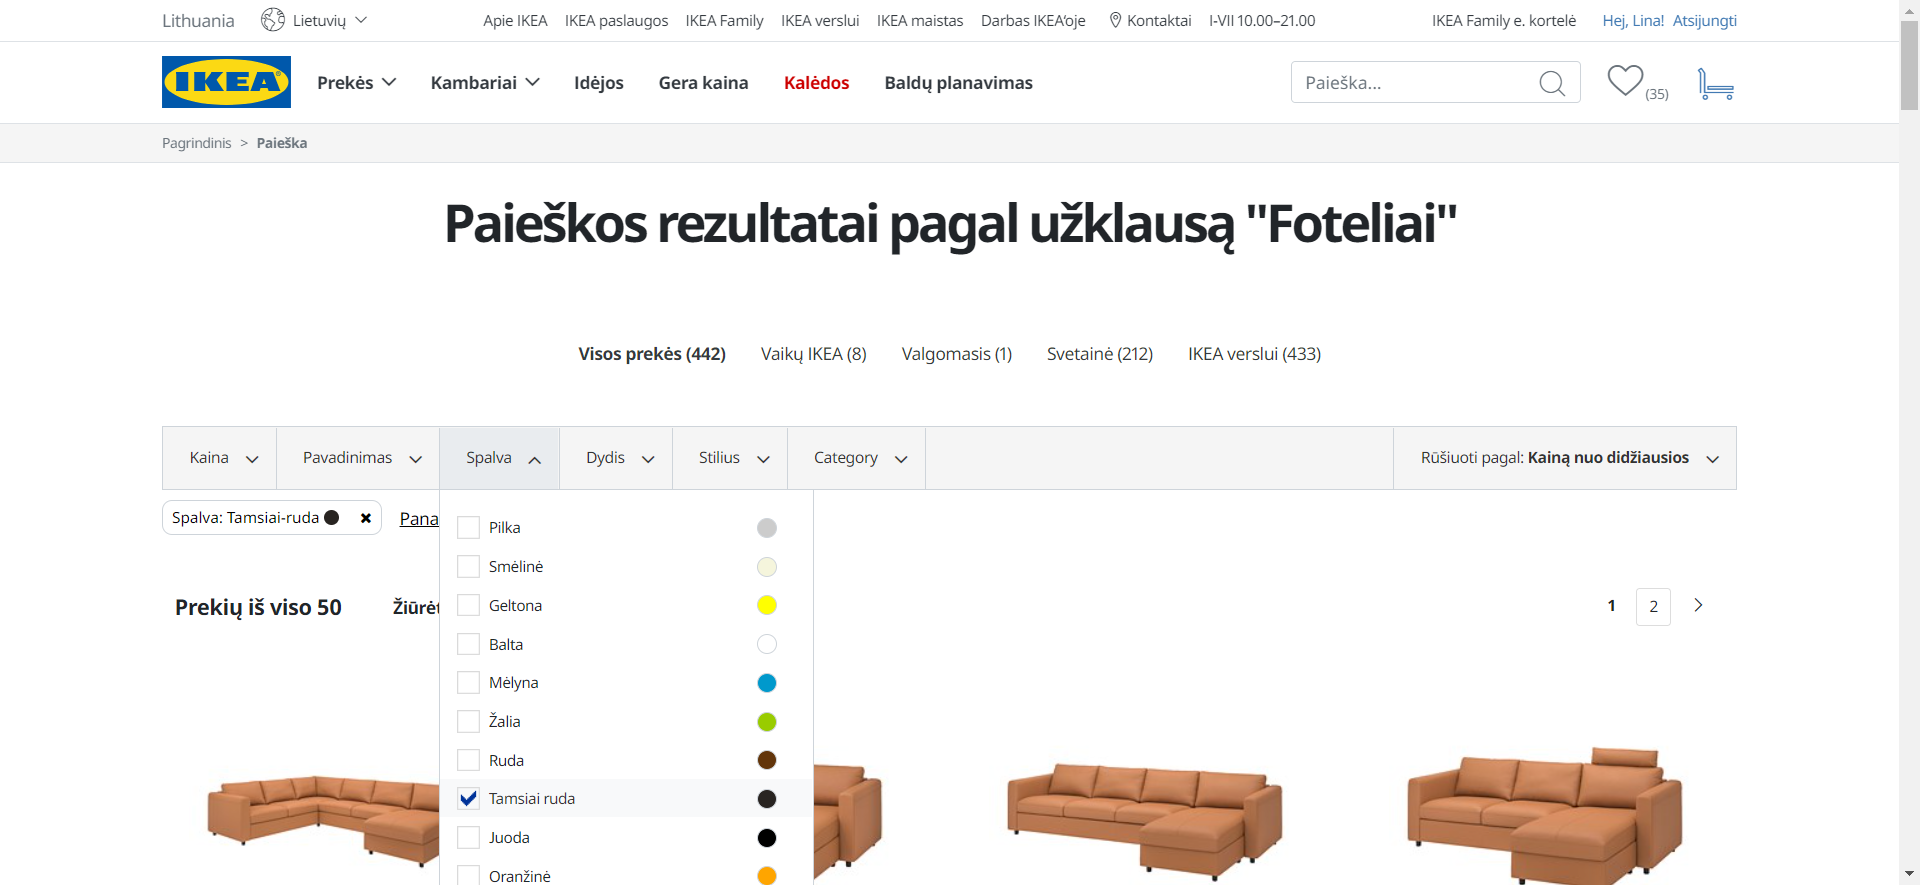 Lithuania Lietuvių Apie IKEA IKEA paslaugos IKEA Family IKEA verslui IKEA maistas Darbas IKEA'oje Kontaktai I-VII 10.00–21.00 IKEA Family e. kortelė Hej, Lina! Atsijungti
IKEA Prekės Kambariai Idėjos Gera kaina Kalėdos Baldų planavimas Paieška... (35)
Pagrindinis > Paieška
Paieškos rezultatai pagal užklausą "Foteliai"
Visos prekės (442) Vaikų IKEA (8) Valgomasis (1) Svetainė (212) IKEA verslui (433)
Kaina Pavadinimas Spalva Dydis Stilius Category Rūšiuoti pagal: Kainą nuo didžiausios
Spalva: Tamsiai-ruda Pana
Pilka
Smėlinė
Prekių iš viso 50 Žiūrėt Geltona 1 2
Balta
Mėlyna
Žalia
Ruda
Tamsiai ruda
Juoda
Oranžinė